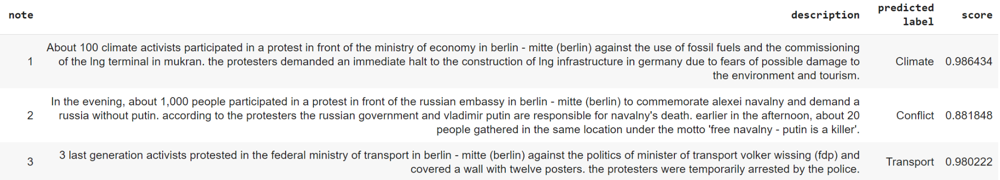 note description predicted label score
About 100 climate activists participated in a protest in front of the ministry of economy in berlin - mitte (berlin) against the use of fossil fuels and the commissioning
1 of the lng terminal in mukran. the protesters demanded an immediate halt to the construction of lng infrastructure in germany due to fears of possible damage to Climate 0.986434
the environment and tourism.
In the evening, about 1,000 people participated in a protest in front of the russian embassy in berlin - mitte (berlin) to commemorate alexei navalny and demand a
2 russia without putin. according to the protesters the russian government and vladimir putin are responsible for navalny's death. earlier in the afternoon, about 20 Conflict 0.881848
people gathered in the same location under the motto 'free navalny - putin is a killer'.
3 last generation activists protested in the federal ministry of transport in berlin - mitte (berlin) against the politics of minister of transport volker wissing (fdp) and
3 covered a wall with twelve posters. the protesters were temporarily arrested by the police. Transport 0.980222